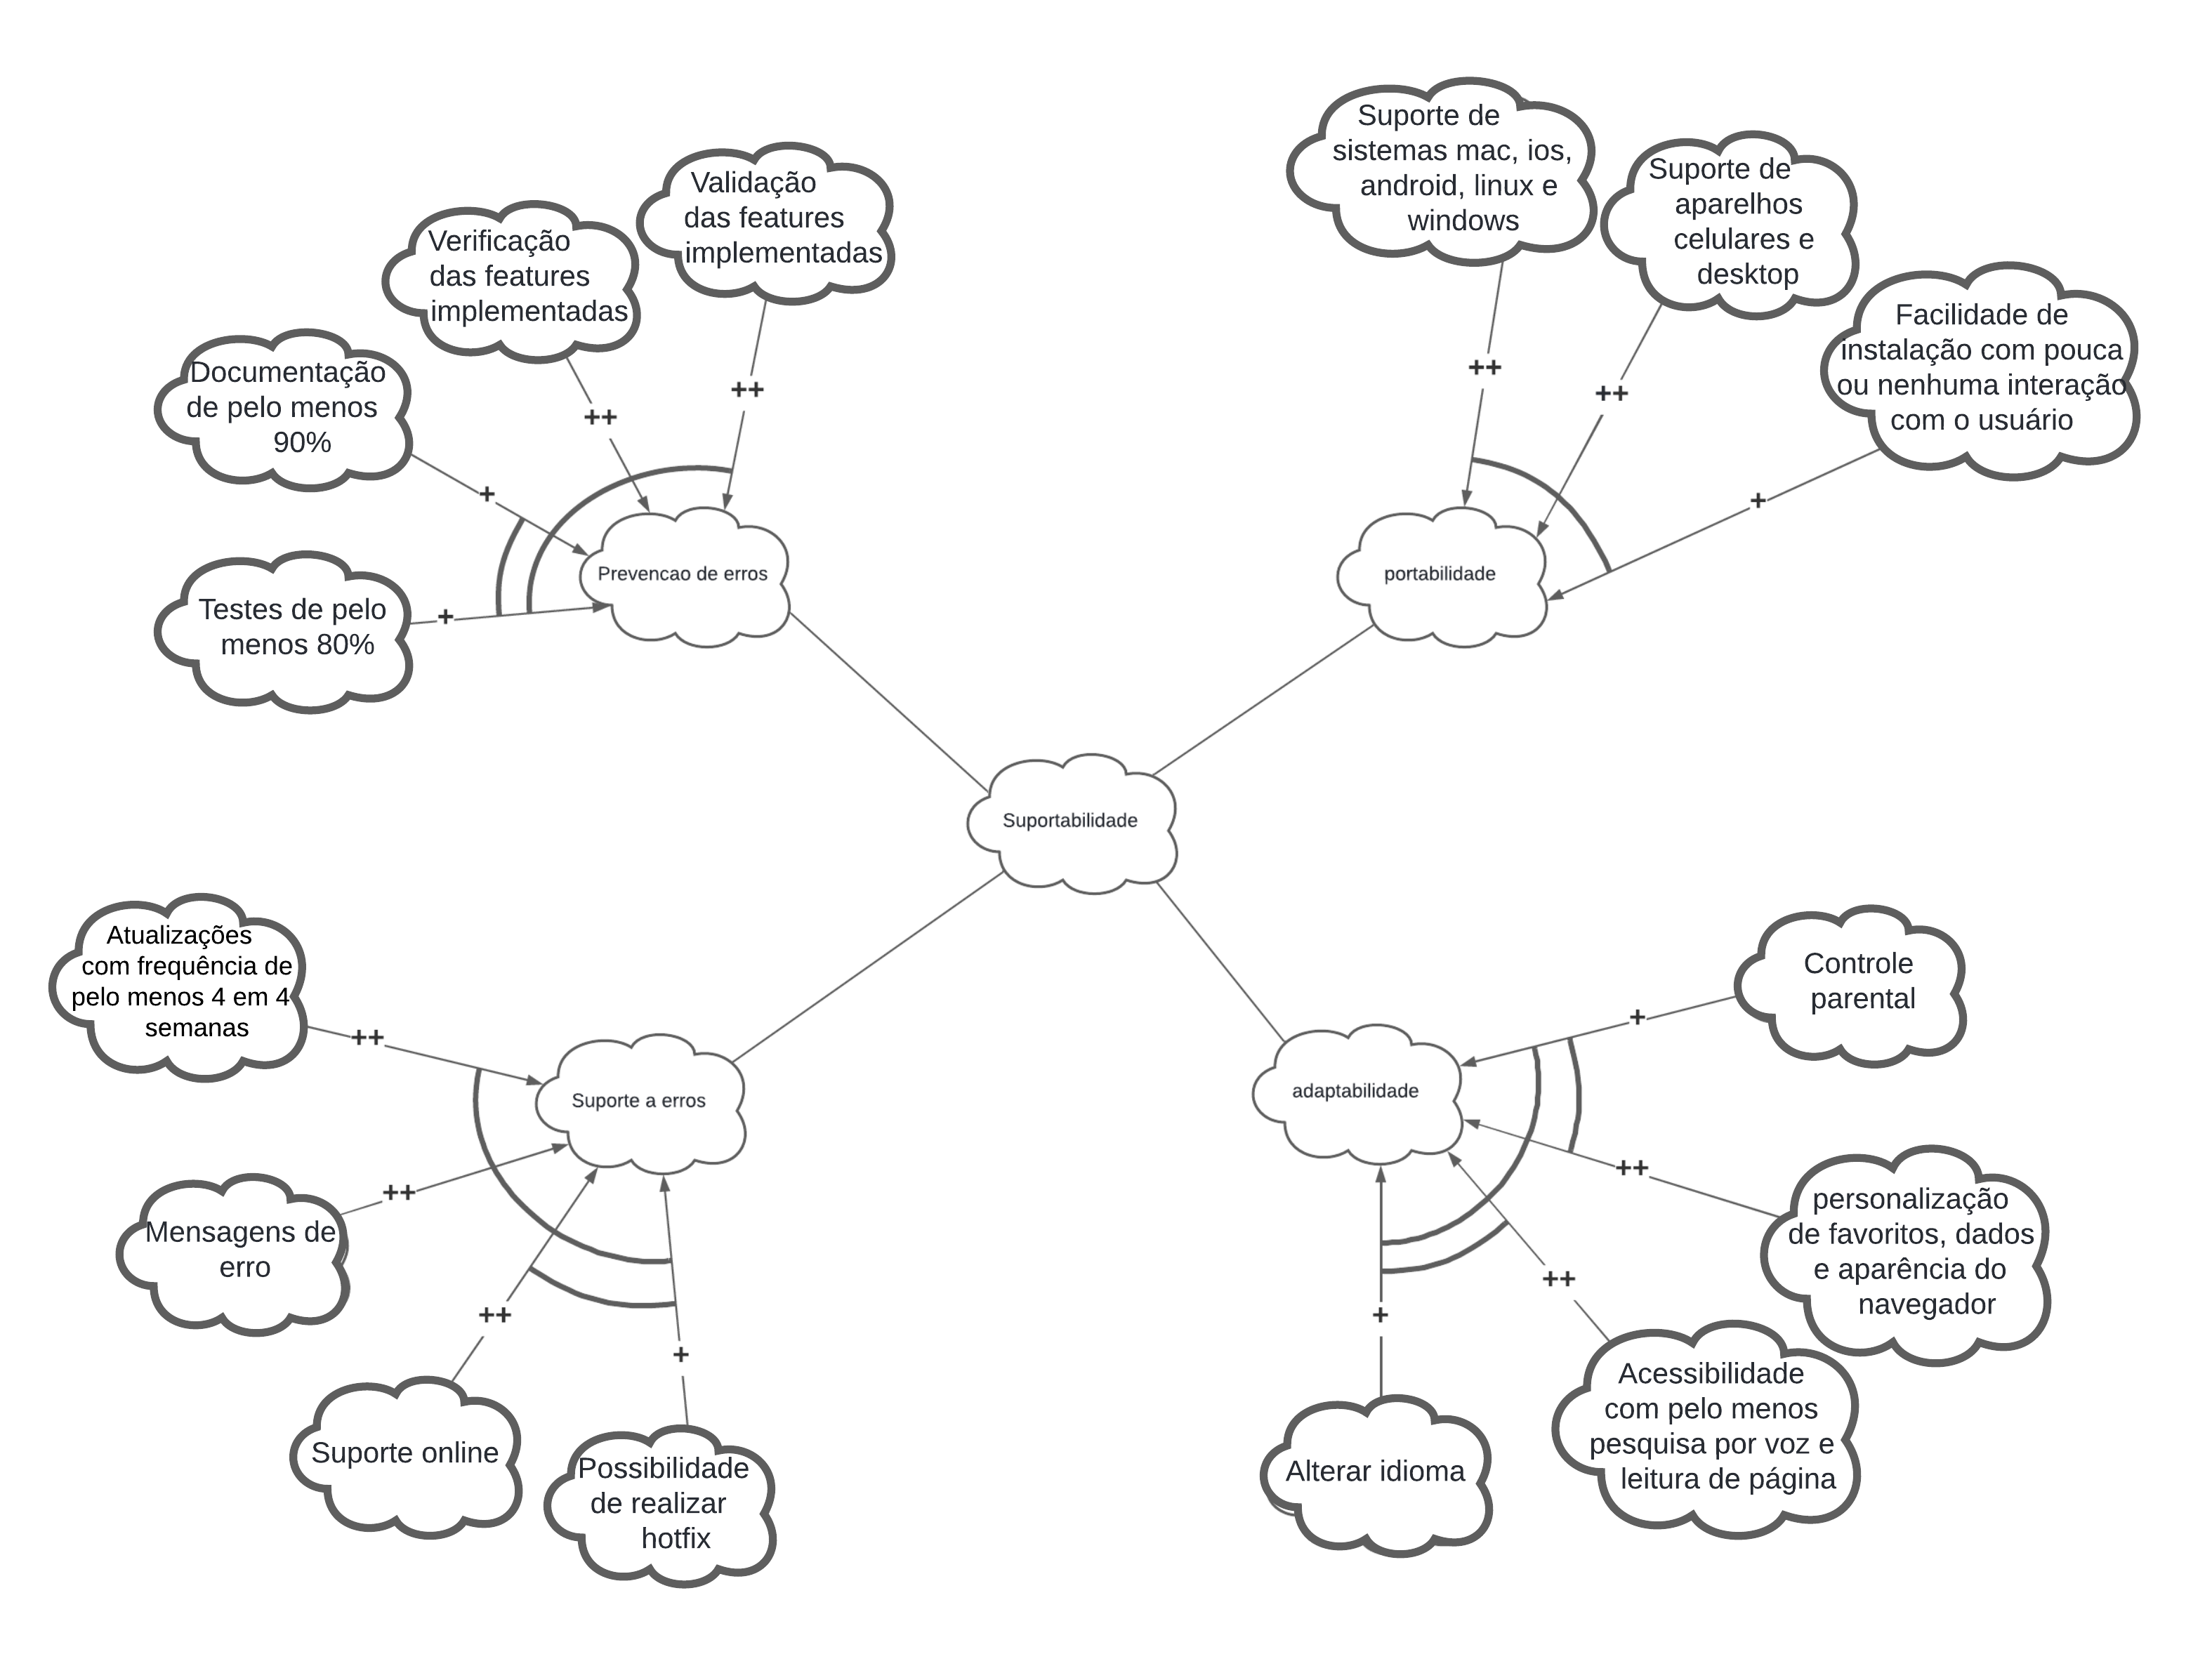 Suporte de
sistemas mac, ios,
android, linux e
windows
Suporte de
aparelhos
celulares e
desktop
Validação
das features
implementadas
Verificação
das features
implementadas
Facilidade de
instalação com pouca
ou nenhuma interação
com o usuário
Documentação
de pelo menos
90%
++
++
++
++
+
+
Prevencao de erros
portabilidade
Testes de pelo
menos 80%
+
Suportabilidade
Atualizações
com frequência de
pelo menos 4 em 4
semanas
Controle
parental
++
+
Suporte a erros
adaptabilidade
++
++
Mensagens de
erro
personalização
de favoritos, dados
e aparência do
navegador
++
++
+
+
Suporte online
Possibilidade
de realizar
hotfix
Alterar idioma
Acessibilidade
com pelo menos
pesquisa por voz e
leitura de página